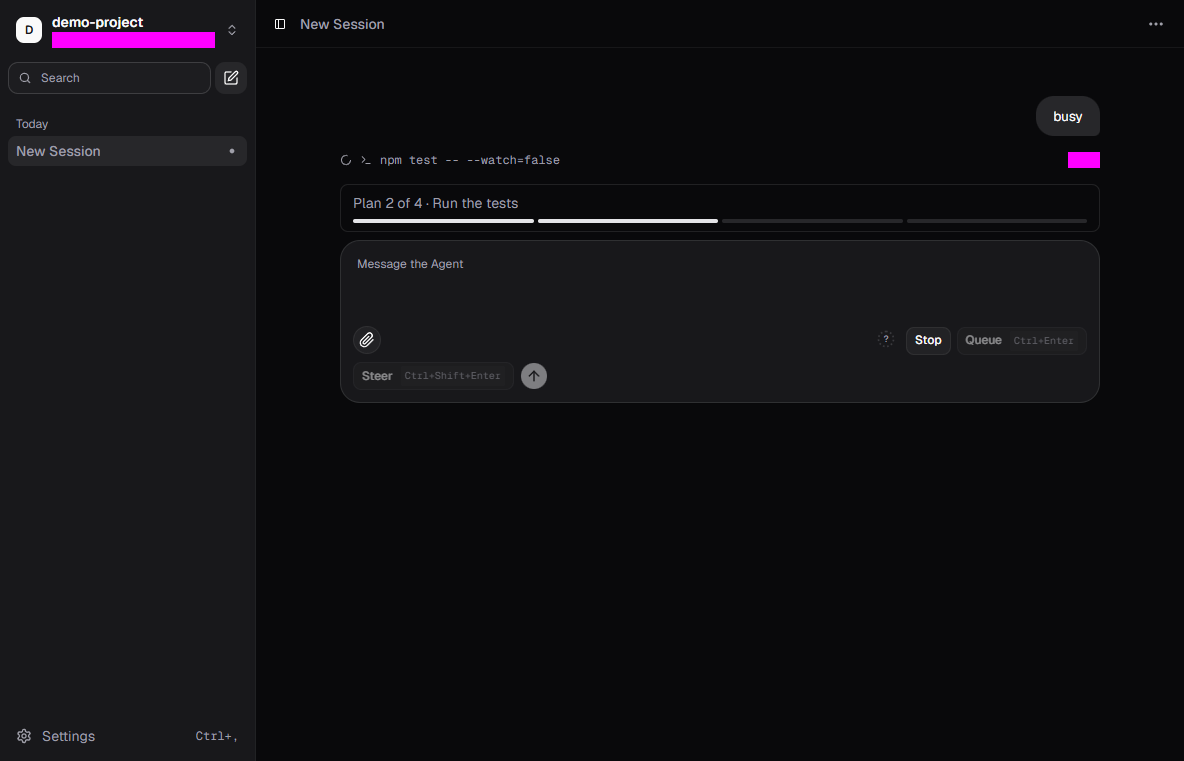 D demo-project
New Session
Search
busy
Today
New Session
npm test -- --watch=false
Plan 2 of 4 · Run the tests
Message the Agent
? Stop Queue Ctrl+Enter
Steer Ctrl+Shift+Enter
Settings Ctrl+,